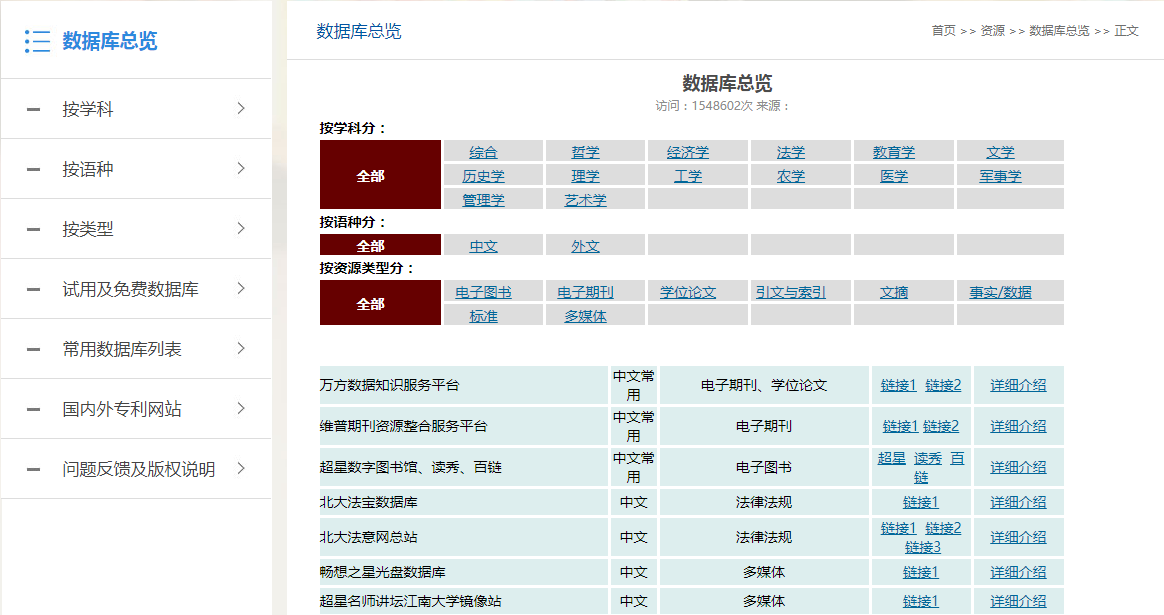 数据库总览
按学科
按语种
按类型
试用及免费数据库
常用数据库列表
国内外专利网站
问题反馈及版权说明
数据库总览
首页 >> 资源 >> 数据库总览 >> 正文
数据库总览
访问：1548602次 来源：
按学科分：
全部
综合 哲学 经济学 法学 教育学 文学
历史学 理学 工学 农学 医学 军事学
管理学 艺术学
按语种分：
全部 中文 外文
按资源类型分：
全部
电子图书 电子期刊 学位论文 引文与索引 文摘 事实/数据
标准 多媒体
万方数据知识服务平台 中文常用 电子期刊、学位论文 链接1 链接2 详细介绍
维普期刊资源整合服务平台 中文常用 电子期刊 链接1 链接2 详细介绍
超星数字图书馆、读秀、百链 中文常用 电子图书 超星 读秀 百链 详细介绍
北大法宝数据库 中文 法律法规 链接1 详细介绍
北大法意网总站 中文 法律法规 链接1 链接2 链接3 详细介绍
畅想之星光盘数据库 中文 多媒体 链接1 详细介绍
超星名师讲坛江南大学镜像站 中文 多媒体 链接1 详细介绍